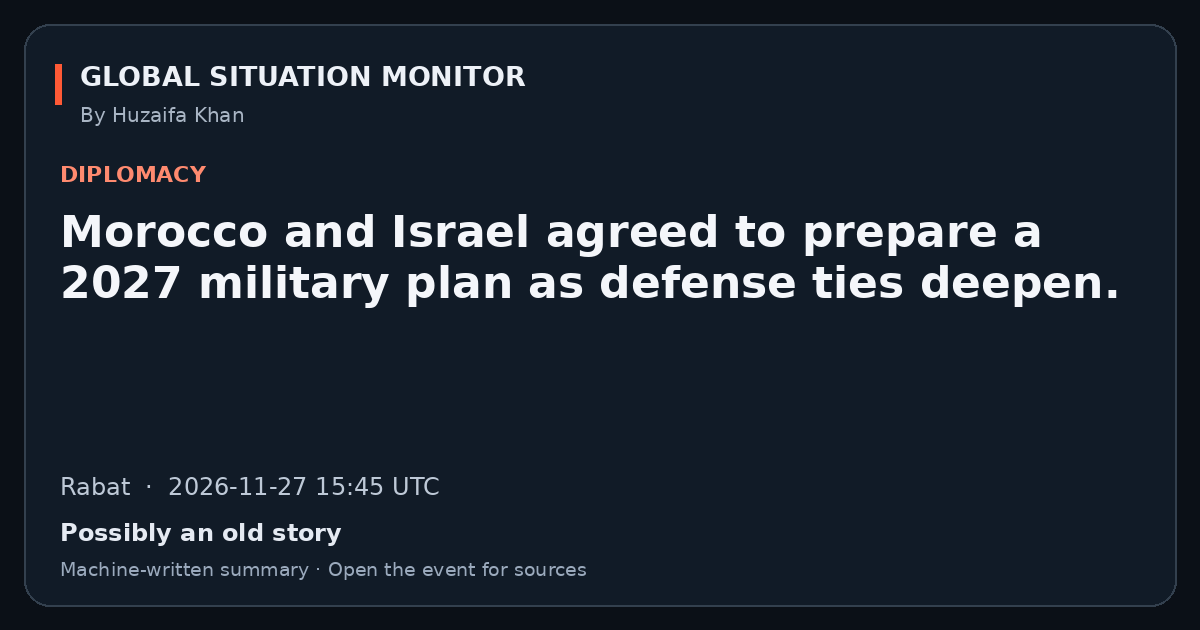 GLOBAL SITUATION MONITOR
By Huzaifa Khan
DIPLOMACY
Morocco and Israel agreed to prepare a
2027 military plan as defense ties deepen.
Rabat · 2026-11-27 15:45 UTC
Possibly an old story
Machine-written summary · Open the event for sources